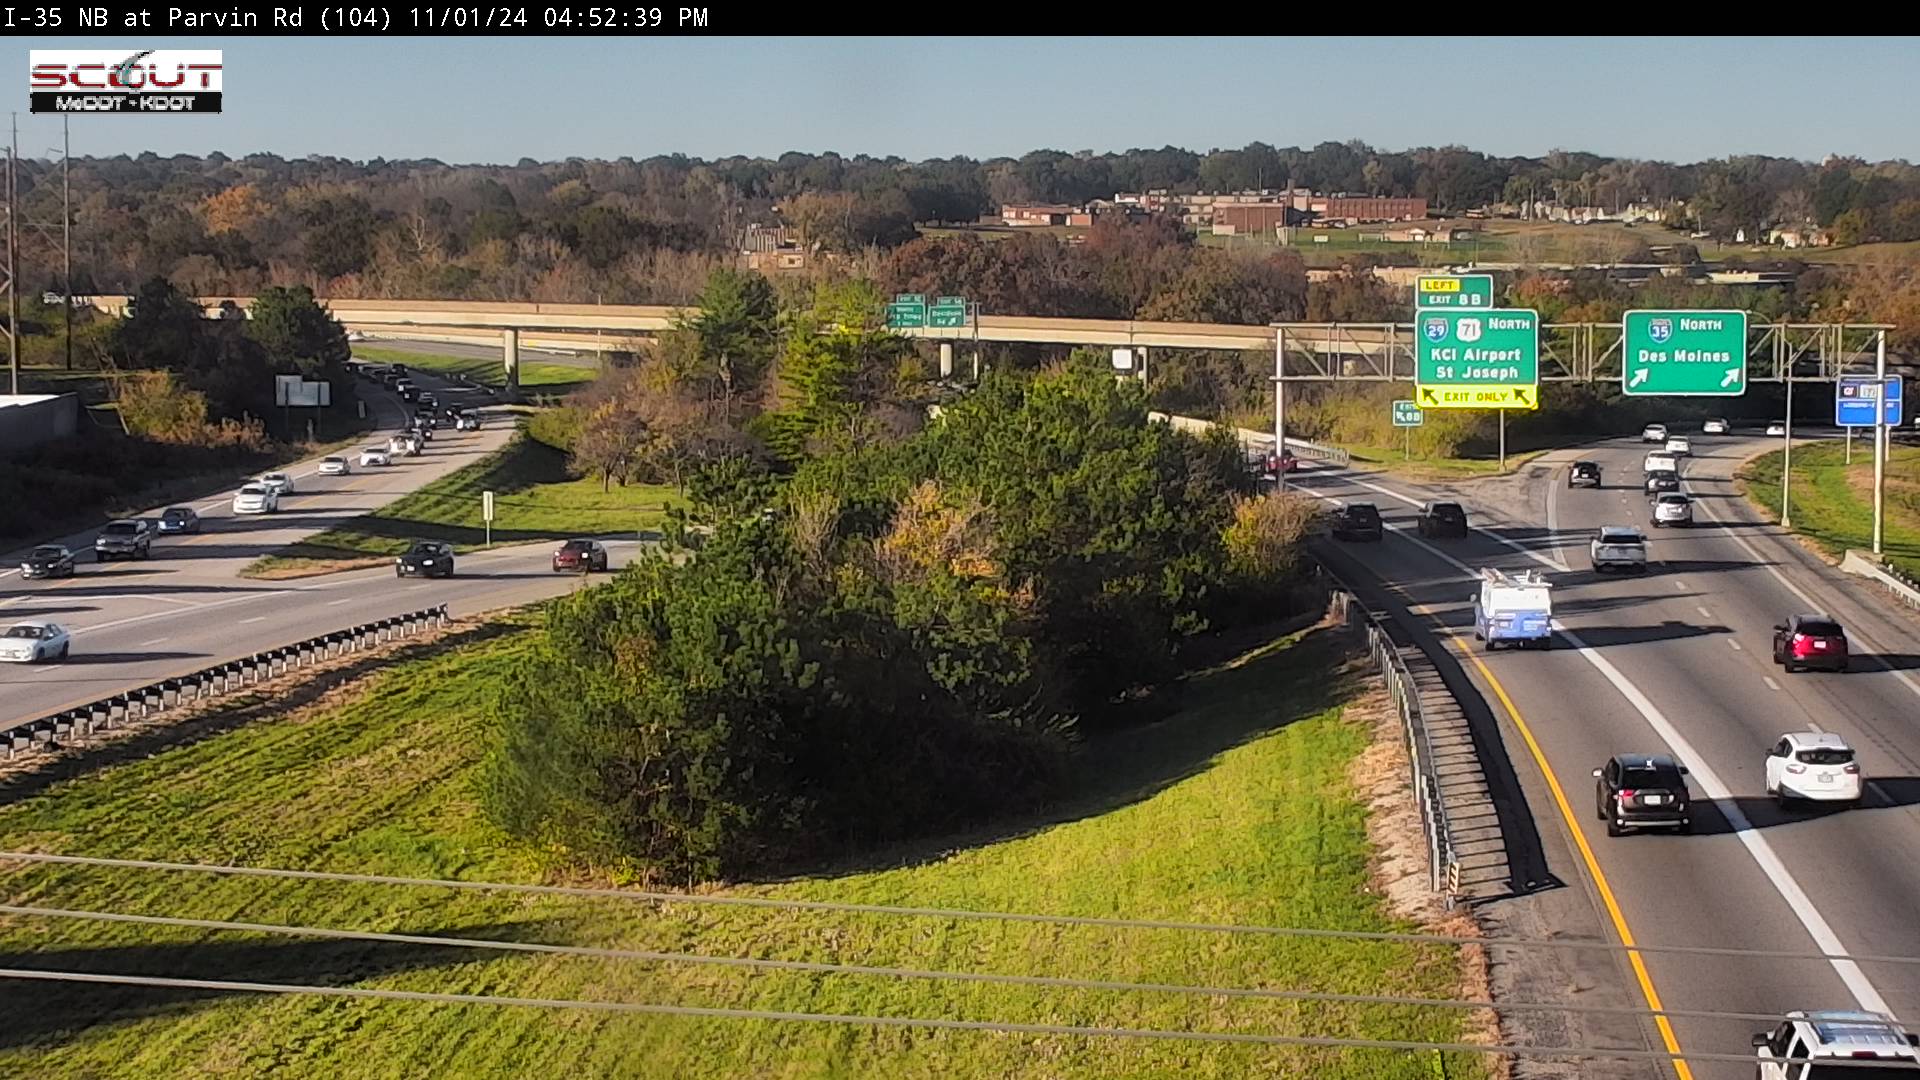 I-35 NB at Parvin Rd (104) 11/01/24 04:52:39 PM
SCOUT
MoDOT - KDOT
LEFT
EXIT 8B
29 71 NORTH
KCI Airport
St Joseph
EXIT ONLY
35 NORTH
Des Moines
8B